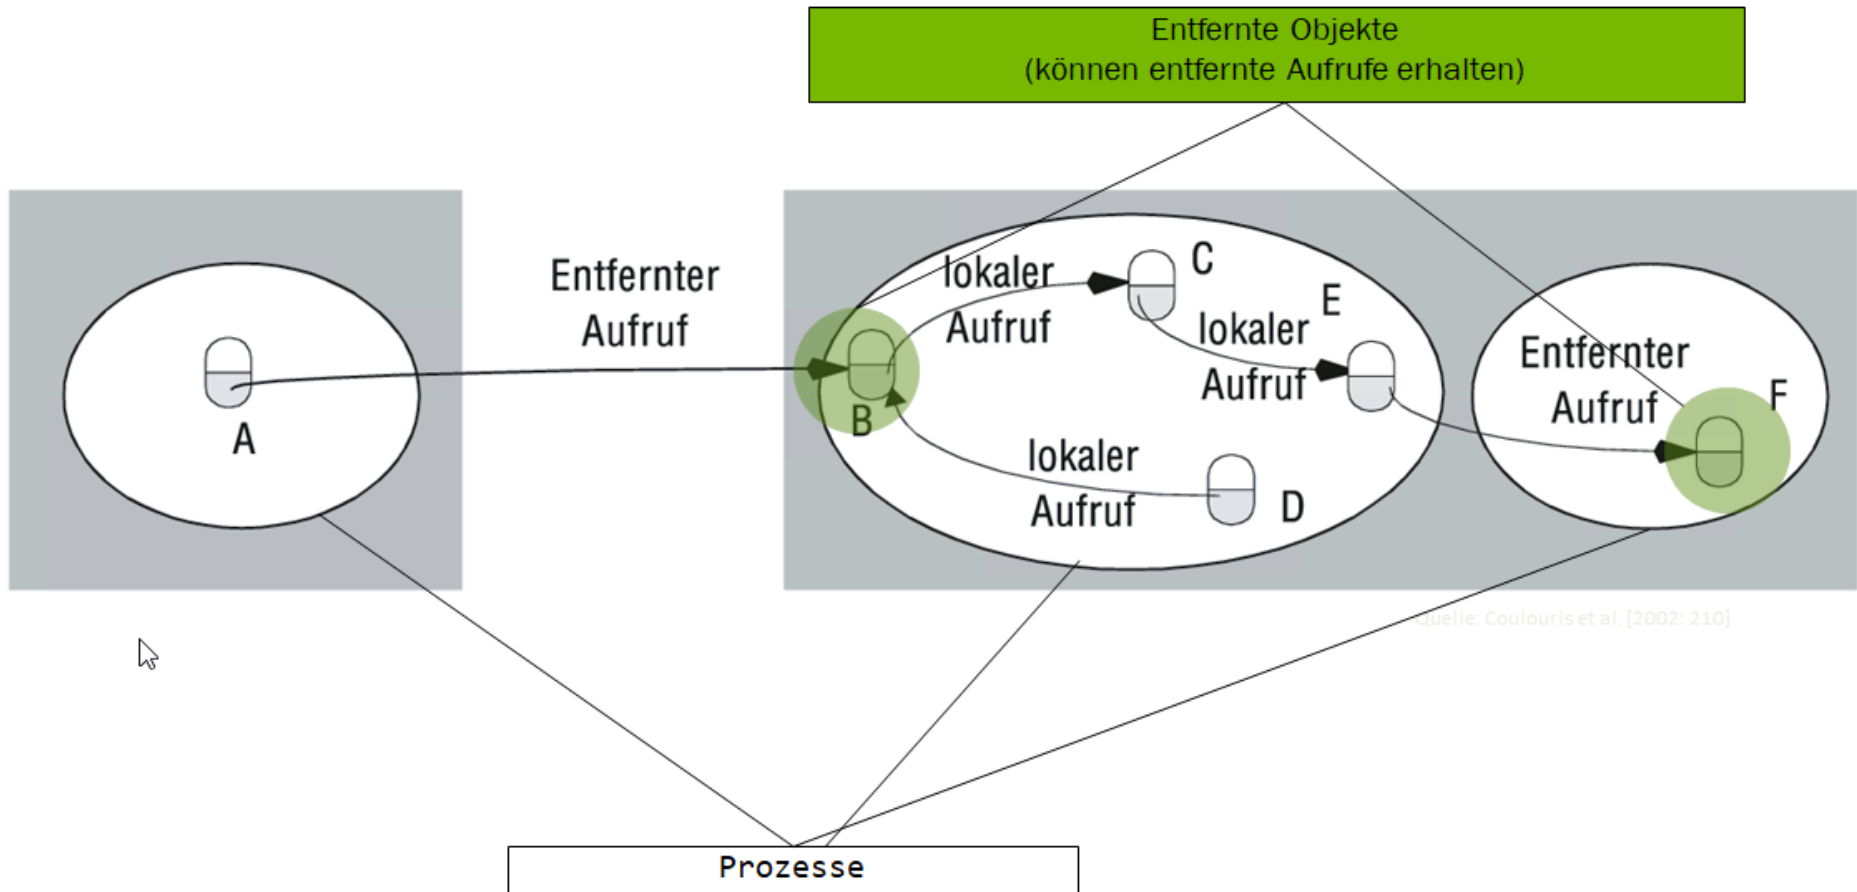 Entfernte Objekte
(können entfernte Aufrufe erhalten)
Entfernter
Aufruf
A
lokaler
Aufruf
C
B
lokaler
Aufruf
E
lokaler
Aufruf
D
Entfernter
Aufruf
F
Quelle: Coulouris et al. [2002: 210]
Prozesse